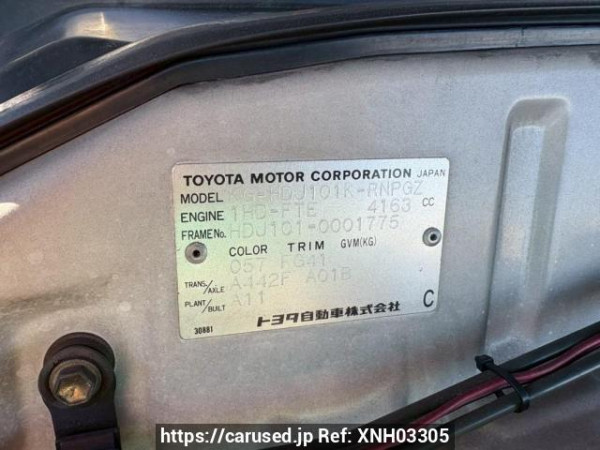 TOYOTA MOTOR CORPORATION JAPAN
MODEL KG-HDJ101K-RNPGZ
ENGINE 1HD-FTE 4163 CC
FRAME No. HDJ101-0001775
COLOR TRIM GVM(KG)
057 FG41
TRANS/AXLE A442F A01B
PLANT/BUILT A11
30881 トヨタ自動車株式会社 C
https://carused.jp Ref: XNH03305